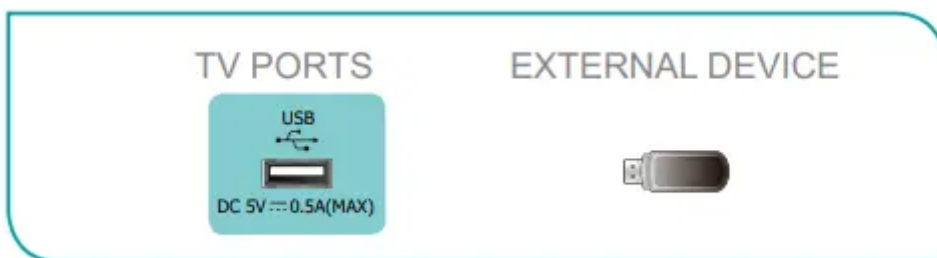 TV PORTS
EXTERNAL DEVICE
USB
DC 5V⎓0.5A(MAX)